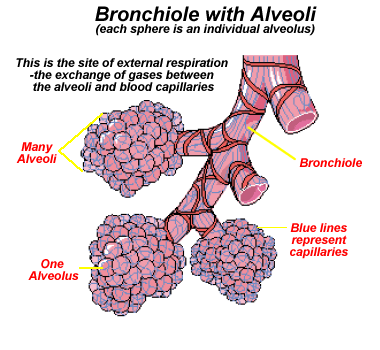 Bronchiole with Alveoli
(each sphere is an individual alveolus)
This is the site of external respiration
-the exchange of gases between
the alveoli and blood capillaries
Many
Alveoli
Bronchiole
Blue lines
represent
capillaries
One
Alveolus